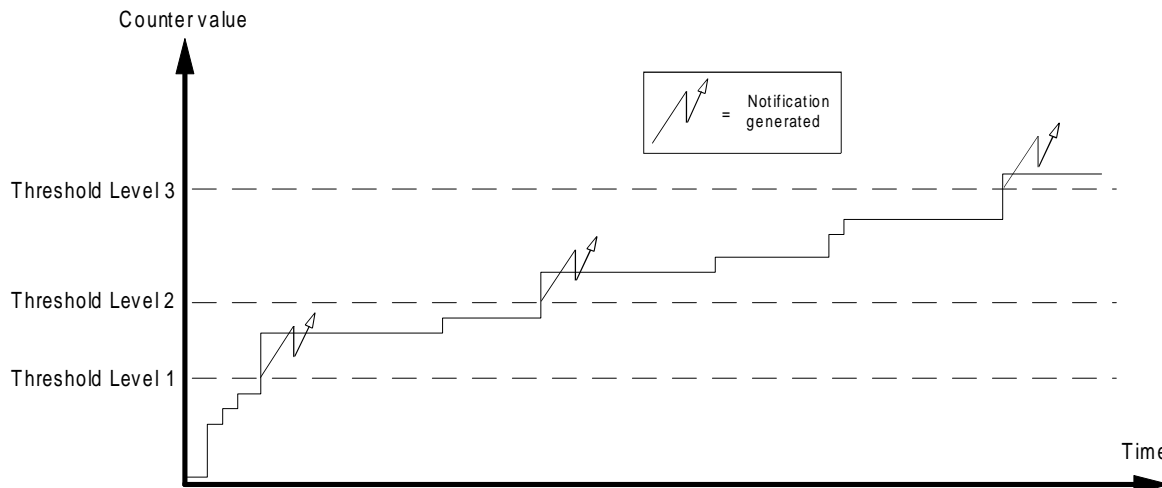 Counter value
= Notification
generated
Threshold Level 3
Threshold Level 2
Threshold Level 1
Time